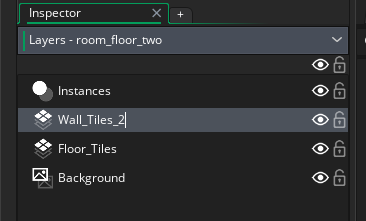 Inspector
Layers - room_floor_two
Instances
Wall_Tiles_2
Floor_Tiles
Background